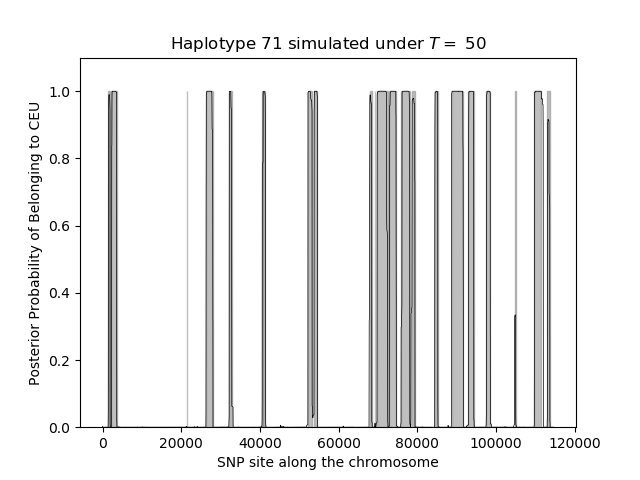 Haplotype 71 simulated under T = 50
Posterior Probability of Belonging to CEU
1.0
0.8
0.6
0.4
0.2
0.0
0 20000 40000 60000 80000 100000 120000
SNP site along the chromosome